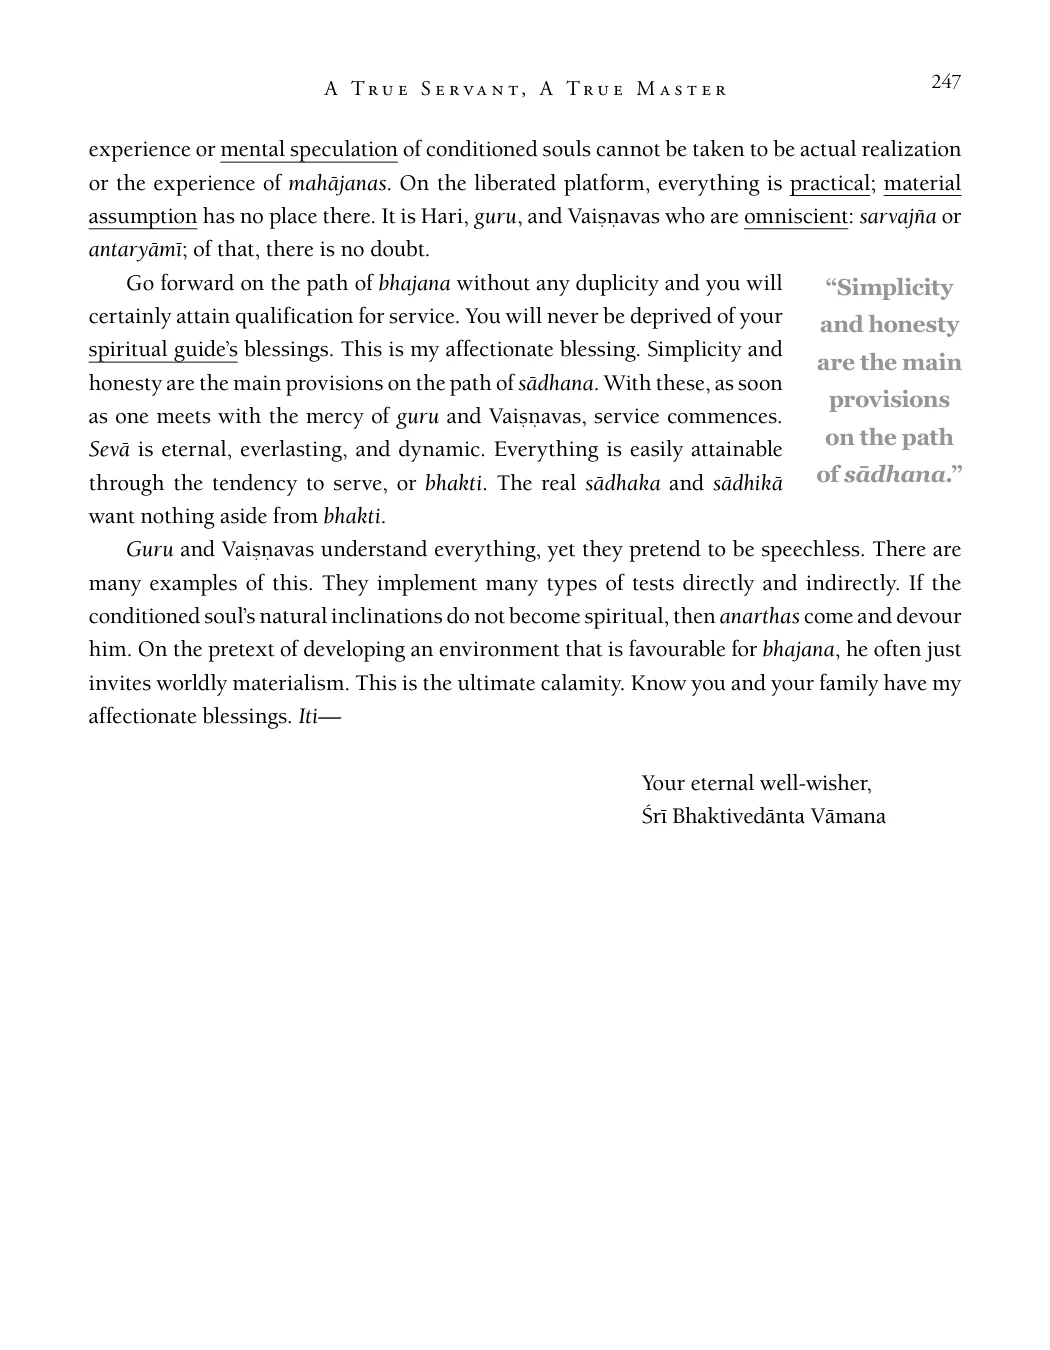 A True Servant, A True Master
247
experience or mental speculation of conditioned souls cannot be taken to be actual realization
or the experience of mahājanas. On the liberated platform, everything is practical; material
assumption has no place there. It is Hari, guru, and Vaiṣṇavas who are omniscient: sarvajña or
antaryāmī; of that, there is no doubt.
Go forward on the path of bhajana without any duplicity and you will
certainly attain qualification for service. You will never be deprived of your
spiritual guide’s blessings. This is my affectionate blessing. Simplicity and
honesty are the main provisions on the path of sādhana. With these, as soon
as one meets with the mercy of guru and Vaiṣṇavas, service commences.
Sevā is eternal, everlasting, and dynamic. Everything is easily attainable
through the tendency to serve, or bhakti. The real sādhaka and sādhikā
want nothing aside from bhakti.
“Simplicity
and honesty
are the main
provisions
on the path
of sādhana.”
Guru and Vaiṣṇavas understand everything, yet they pretend to be speechless. There are
many examples of this. They implement many types of tests directly and indirectly. If the
conditioned soul’s natural inclinations do not become spiritual, then anarthas come and devour
him. On the pretext of developing an environment that is favourable for bhajana, he often just
invites worldly materialism. This is the ultimate calamity. Know you and your family have my
affectionate blessings. Iti—
Your eternal well-wisher,
Śrī Bhaktivedānta Vāmana